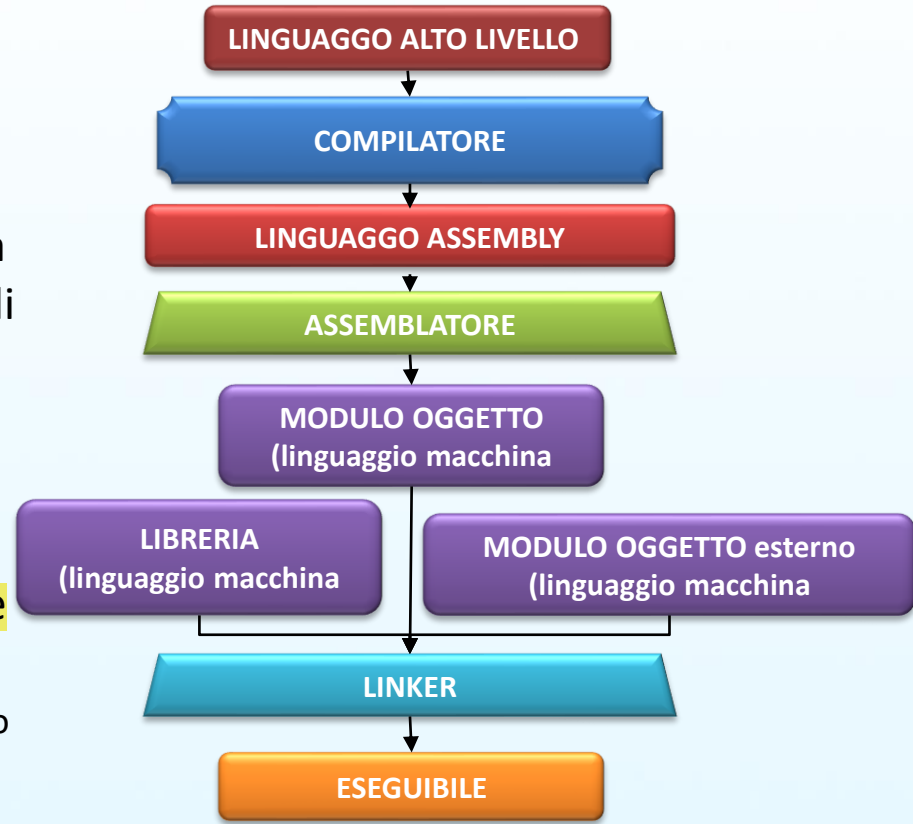 LINGUAGGO ALTO LIVELLO
COMPILATORE
LINGUAGGO ASSEMBLY
ASSEMBLATORE
MODULO OGGETTO
(linguaggio macchina
LIBRERIA
(linguaggio macchina
MODULO OGGETTO esterno
(linguaggio macchina
LINKER
ESEGUIBILE